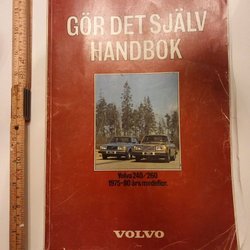 GÖR DET SJÄLV
HANDBOK
Volvo 240/260
1975-80 års modeller.
VOLVO